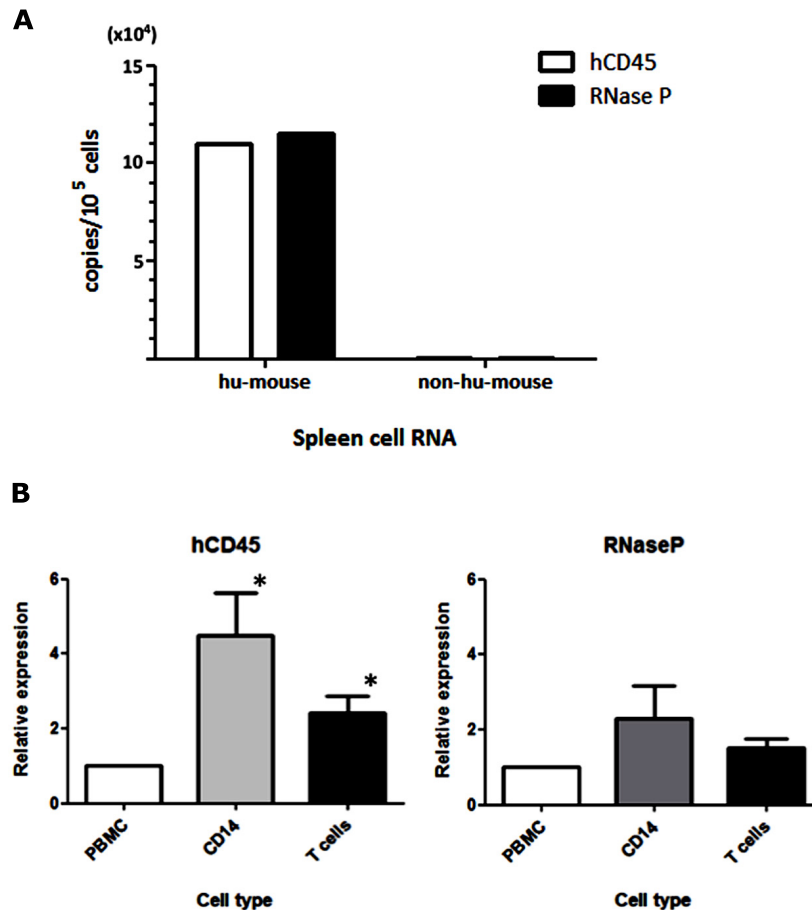 A
(x10⁴)
15
10
5
copies/10⁵ cells
hCD45
RNase P
hu-mouse
non-hu-mouse
Spleen cell RNA
B
hCD45
6
4
2
0
Relative expression
*
*
PBMC
CD14
T cells
Cell type
RNaseP
6
4
2
0
Relative expression
PBMC
CD14
T cells
Cell type